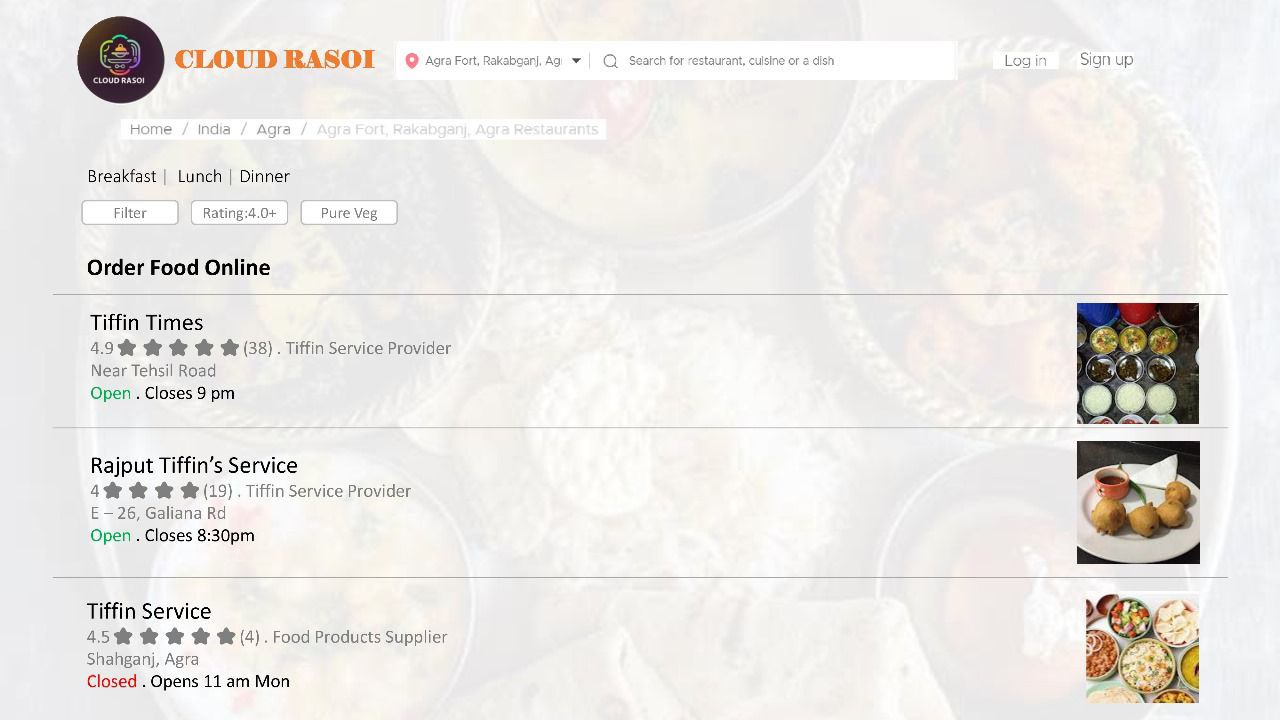 CLOUD RASOI
CLOUD RASOI
Agra Fort, Rakabganj, Ag
Search for restaurant, cuisine or a dish
Log in
Sign up
Home / India / Agra / Agra Fort, Rakabganj, Agra Restaurants
Breakfast | Lunch | Dinner
Filter
Rating:4.0+
Pure Veg
Order Food Online
Tiffin Times
4.9 (38) . Tiffin Service Provider
Near Tehsil Road
Open . Closes 9 pm
Rajput Tiffin’s Service
4 (19) . Tiffin Service Provider
E – 26, Galiana Rd
Open . Closes 8:30pm
Tiffin Service
4.5 (4) . Food Products Supplier
Shahganj, Agra
Closed . Opens 11 am Mon